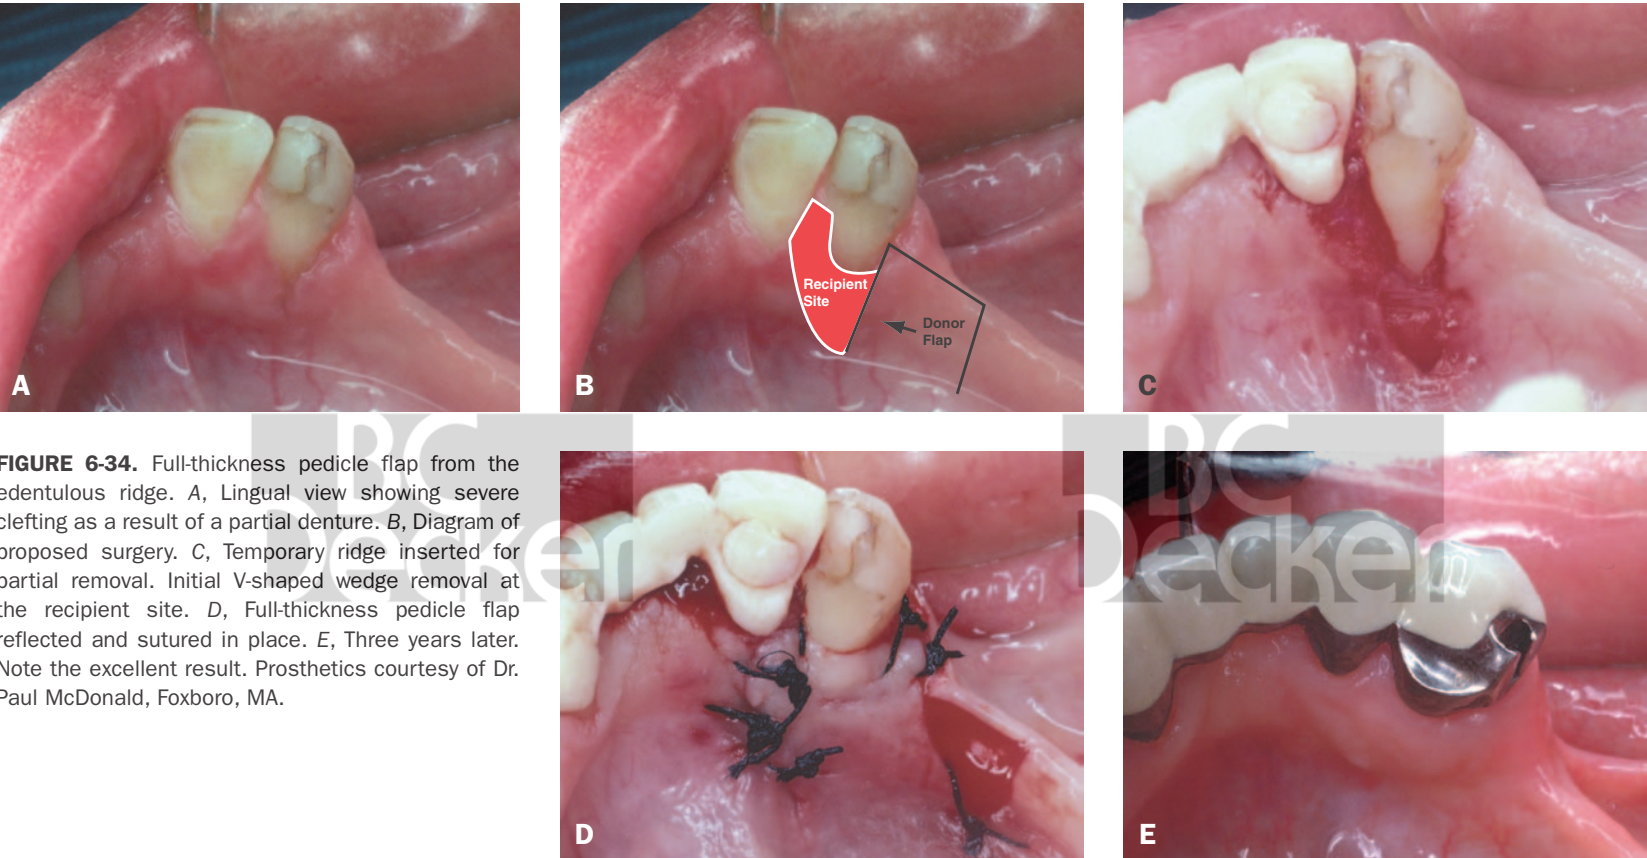 Recipient
Site
Donor
Flap
A
B
C
FIGURE 6-34. Full-thickness pedicle flap from the
edentulous ridge. A, Lingual view showing severe
clefting as a result of a partial denture. B, Diagram of
proposed surgery. C, Temporary ridge inserted for
partial removal. Initial V-shaped wedge removal at
the recipient site. D, Full-thickness pedicle flap
reflected and sutured in place. E, Three years later.
Note the excellent result. Prosthetics courtesy of Dr.
Paul McDonald, Foxboro, MA.
BC
Decker
BC
Decker
D
E